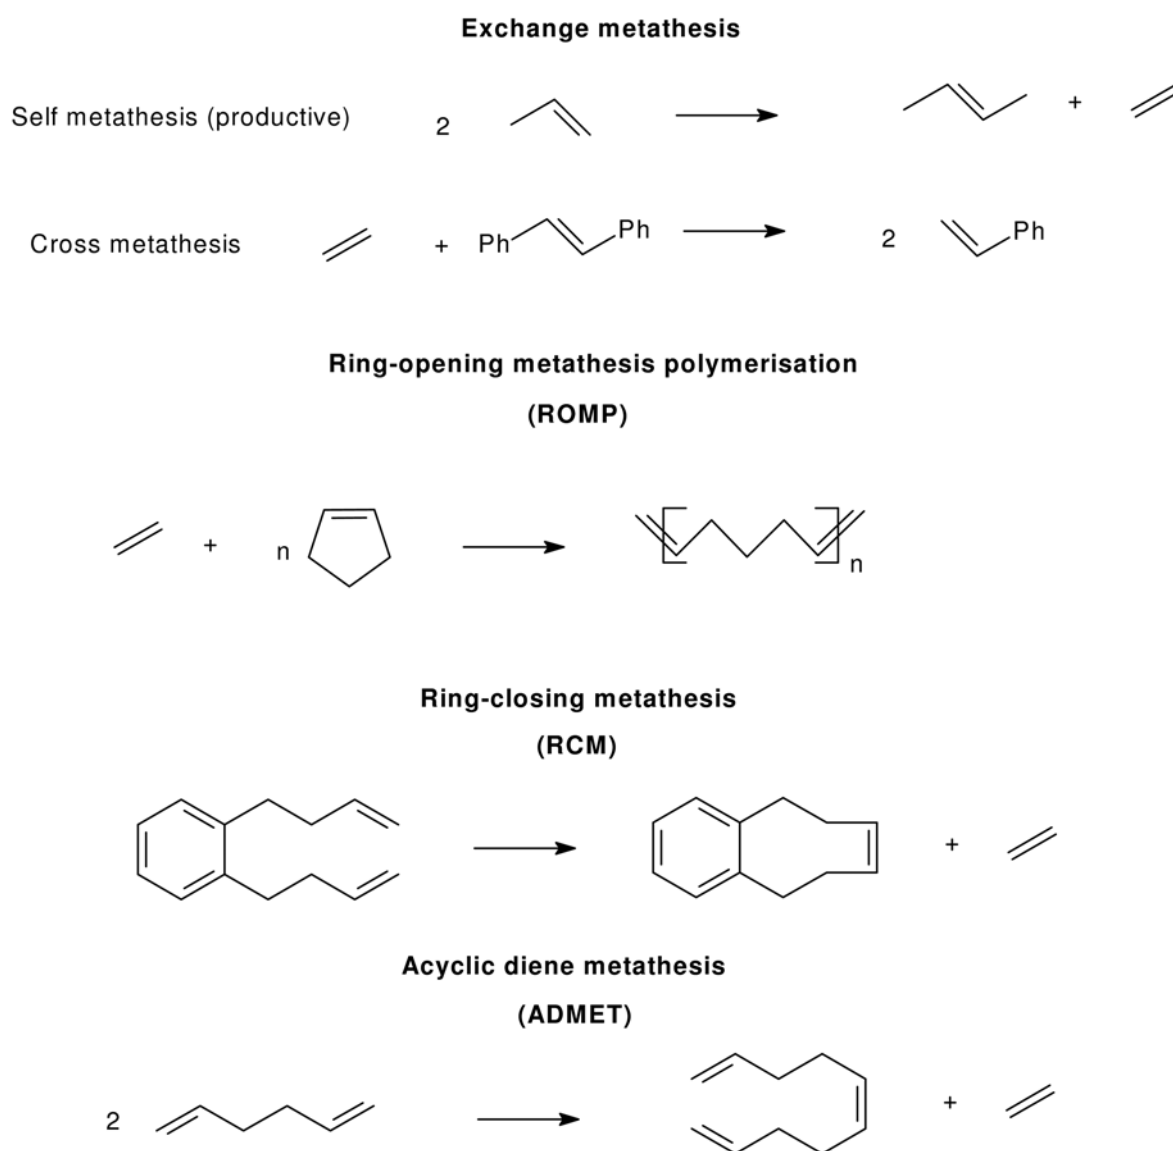 Exchange metathesis
Self metathesis (productive) 2 +
Cross metathesis + Ph Ph 2 Ph
Ring-opening metathesis polymerisation
(ROMP)
+ n n
Ring-closing metathesis
(RCM)
+
Acyclic diene metathesis
(ADMET)
2 +